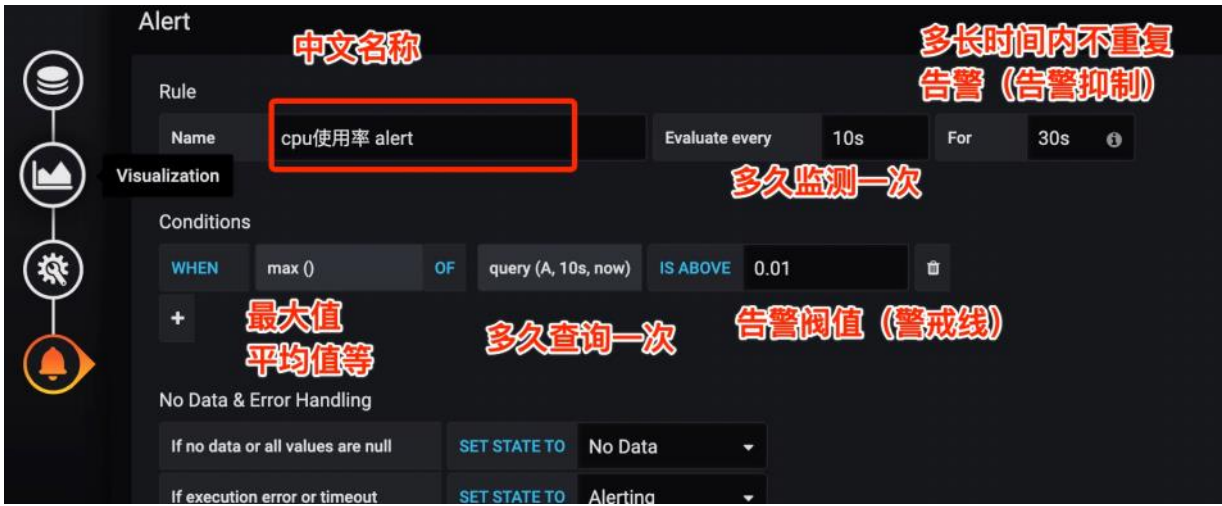 Alert
中文名称
多长时间内不重复
告警（告警抑制）
Rule
Name cpu使用率 alert Evaluate every 10s For 30s
Visualization
多久监测一次
Conditions
WHEN max () OF query (A, 10s, now) IS ABOVE 0.01
+
最大值
平均值等
多久查询一次
告警阀值（警戒线）
No Data & Error Handling
If no data or all values are null SET STATE TO No Data
If execution error or timeout SET STATE TO Alerting